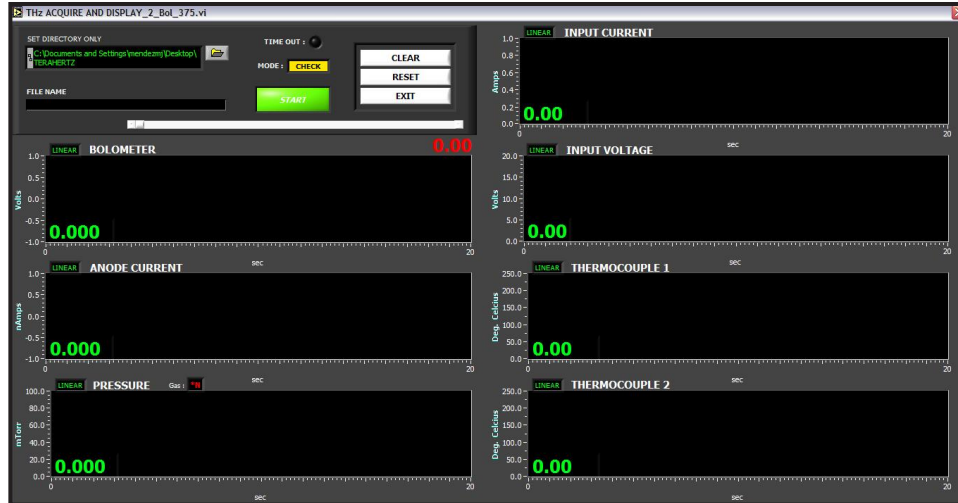 THz ACQUIRE AND DISPLAY_2_Bol_375.vi
SET DIRECTORY ONLY
C:\Documents and Settings\mendezmj\Desktop\
TERAHERTZ
FILE NAME
TIME OUT :
MODE : CHECK
START
CLEAR
RESET
EXIT
LINEAR INPUT CURRENT
Amps
1.0
0.8
0.6
0.4
0.2
0.0
0.00
0 20
sec
LINEAR BOLOMETER 0.00
Volts
1.0
0.5
0.0
-0.5
-1.0
0.000
0 20
sec
LINEAR INPUT VOLTAGE
Volts
20.0
15.0
10.0
5.0
0.0
0.00
0 20
sec
LINEAR ANODE CURRENT
nAmps
1.0
0.5
0.0
-0.5
-1.0
0.000
0 20
sec
LINEAR THERMOCOUPLE 1
Deg. Celcius
250.0
200.0
150.0
100.0
50.0
0.0
0.00
0 20
sec
LINEAR PRESSURE Gas : *N
mTorr
100.0
80.0
60.0
40.0
20.0
0.0
0.000
0 20
sec
LINEAR THERMOCOUPLE 2
Deg. Celcius
250.0
200.0
150.0
100.0
50.0
0.0
0.00
0 20
sec